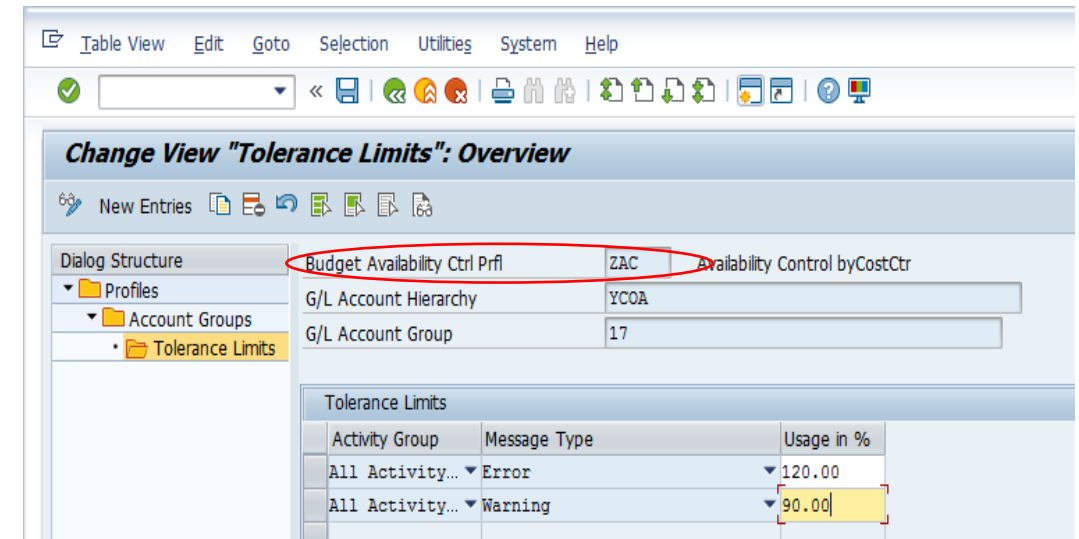 Table View Edit Goto Selection Utilities System Help
Change View "Tolerance Limits": Overview
New Entries
Dialog Structure
Profiles
Account Groups
Tolerance Limits
Budget Availability Ctrl Prfl ZAC Availability Control byCostCtr
G/L Account Hierarchy YCOA
G/L Account Group 17
Tolerance Limits
Activity Group Message Type Usage in %
All Activity… Error 120.00
All Activity… Warning 90.00